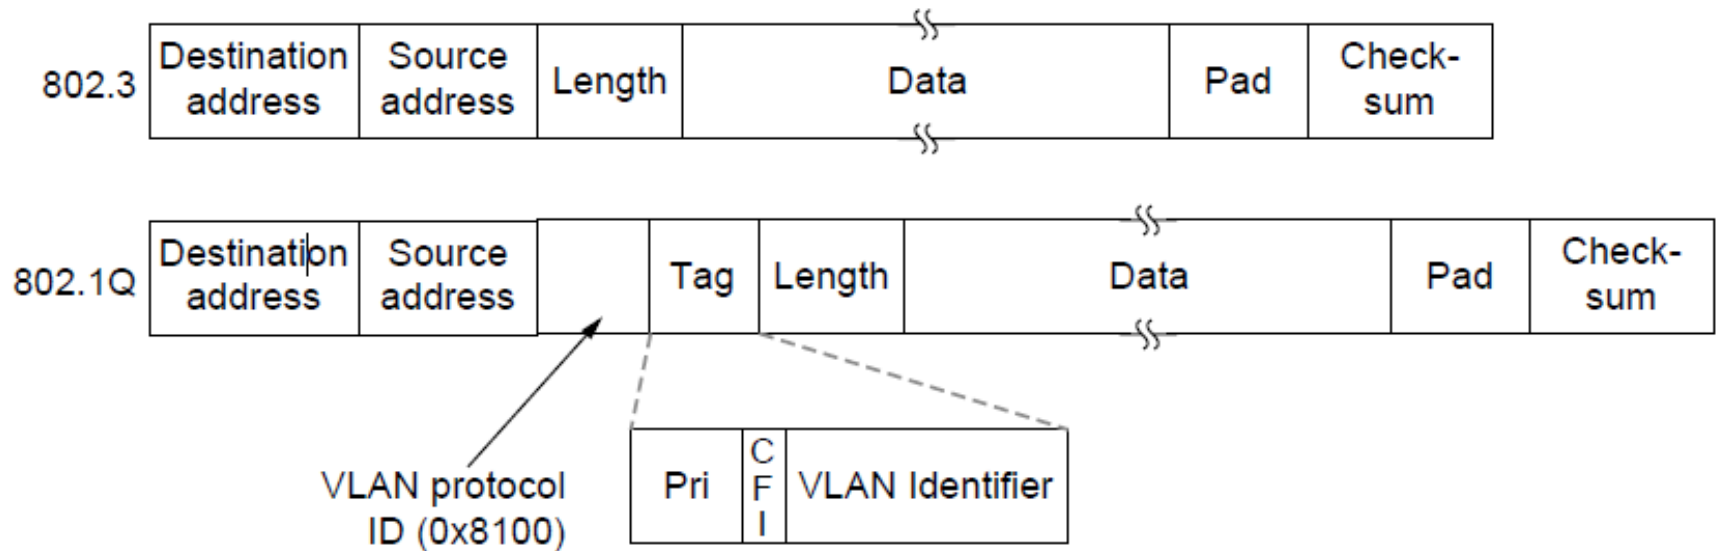 802.3
Destination
address
Source
address
Length
Data
Pad
Check-
sum
802.1Q
Destination
address
Source
address
Tag
Length
Data
Pad
Check-
sum
VLAN protocol
ID (0x8100)
Pri
C
F
I
VLAN Identifier